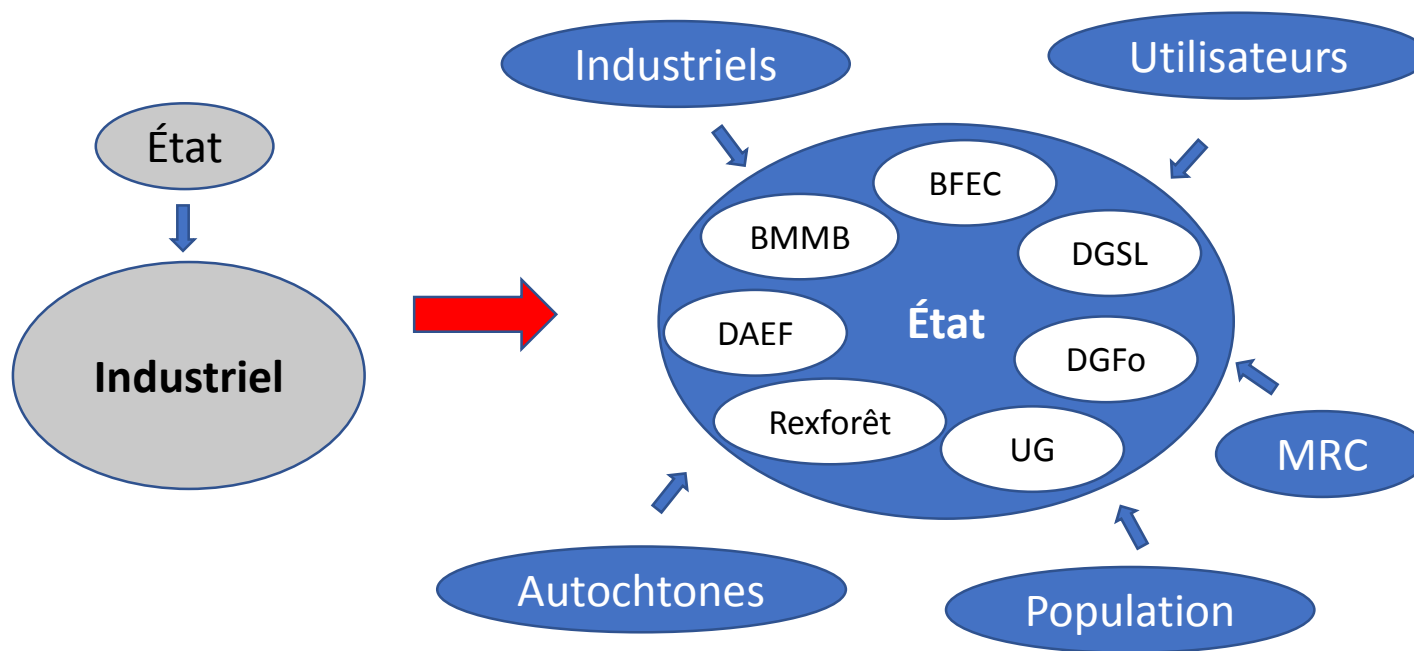 État
Industriel
Industriels
Utilisateurs
BFEC
BMMB
DGSL
État
DAEF
DGFo
Rexforêt
UG
MRC
Autochtones
Population